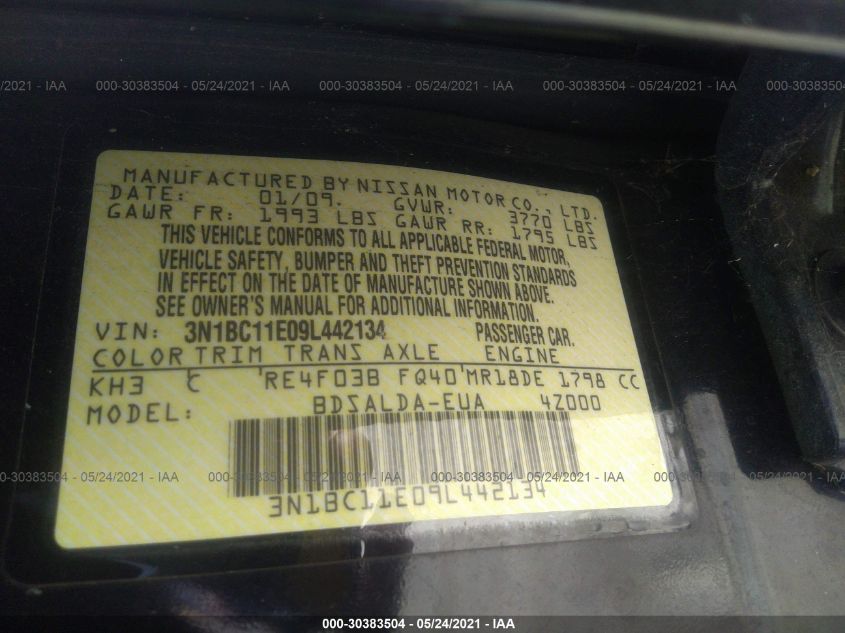 - IAA 000-30383504 - 05/24/2021 - IAA 000-30383504 - 05/24/2021 - IAA 000-30383504 - 05/24/2021 - IAA 000-30383504 - 05/2
MANUFACTURED BY NISSAN MOTOR CO., LTD.
DATE: 01/09. GVWR: 3770 LBS
GAWR FR: 1993 LBS GAWR RR: 1795 LBS
THIS VEHICLE CONFORMS TO ALL APPLICABLE FEDERAL MOTOR,
VEHICLE SAFETY, BUMPER AND THEFT PREVENTION STANDARDS
IN EFFECT ON THE DATE OF MANUFACTURE SHOWN ABOVE.
SEE OWNER'S MANUAL FOR ADDITIONAL INFORMATION.
VIN: 3N1BC11E09L442134 PASSENGER CAR.
COLOR TRIM TRANS AXLE ENGINE
KH3 C RE4F03B FQ40 MR18DE 1798 CC
MODEL: BDSALDA-EUA 4Z000
0-30383504 - 05/24/2021 - IAA 000-30383504 - 05/24/2021 - IAA 000-30383504 - 05/24/2021 - IAA
3N1BC11E09L442134
000-30383504 - 05/24/2021 - IAA